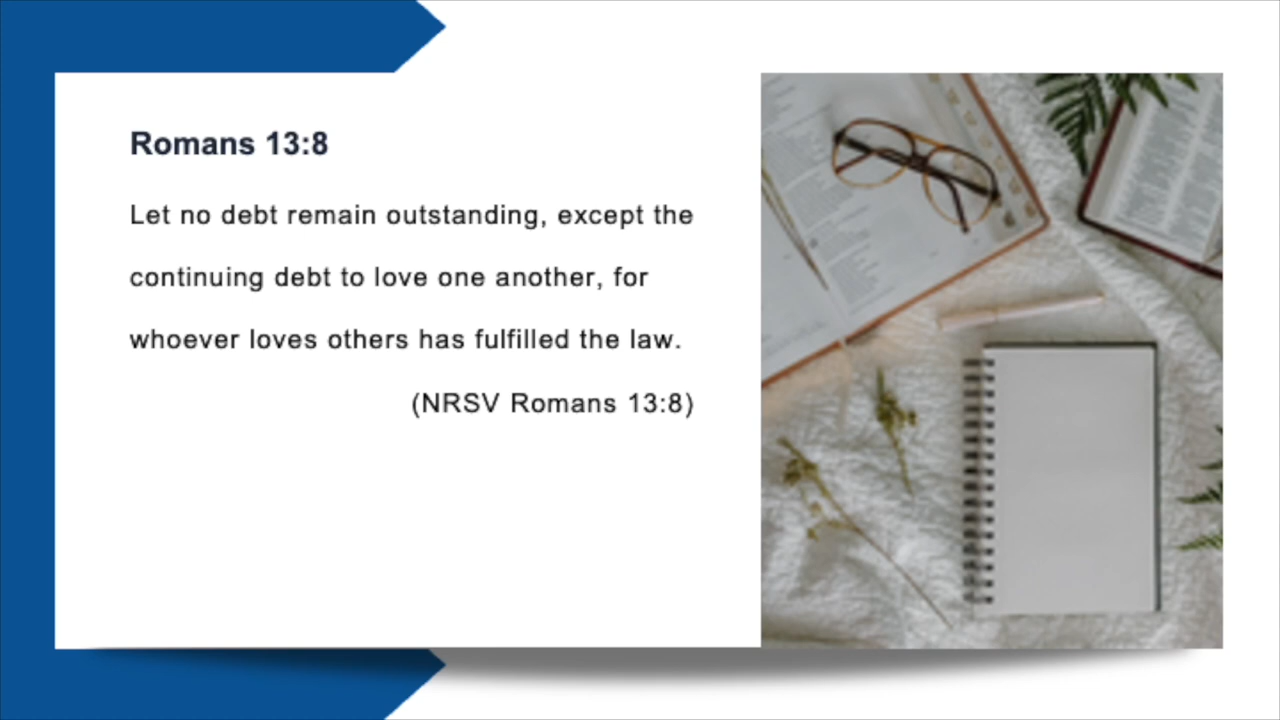 Romans 13:8
Let no debt remain outstanding, except the
continuing debt to love one another, for
whoever loves others has fulfilled the law.
(NRSV Romans 13:8)